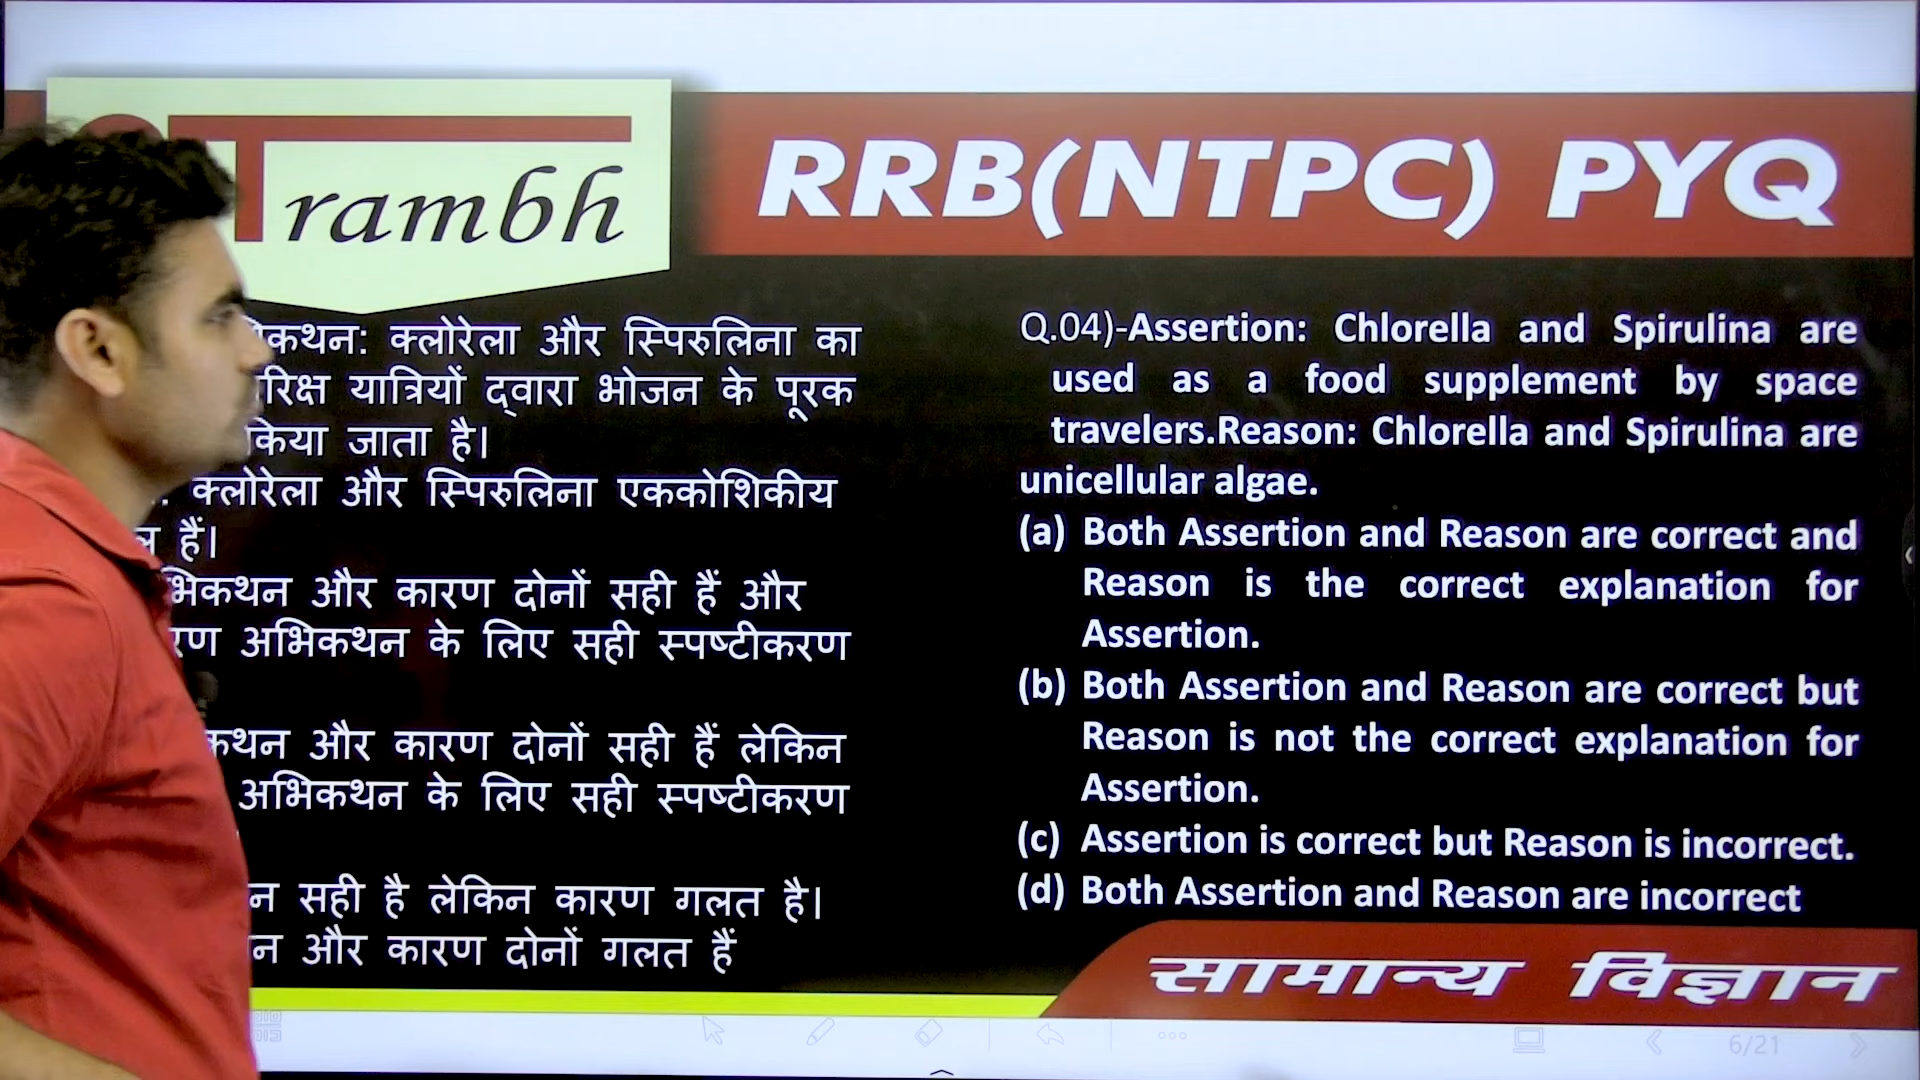 Trambh
RRB(NTPC) PYQ
क्लोरेला और स्पिरुलिना का
यात्रियों द्वारा भोजन के पूरक
किया जाता है।
क्लोरेला और स्पिरुलिना एककोशिकीय
हैं।
और कारण दोनों सही हैं और
अभिकथन के लिए सही स्पष्टीकरण
और कारण दोनों सही हैं लेकिन
अभिकथन के लिए सही स्पष्टीकरण
सही है लेकिन कारण गलत है।
और कारण दोनों गलत हैं
Q.04)-Assertion: Chlorella and Spirulina are
used as a food supplement by space
travelers.Reason: Chlorella and Spirulina are
unicellular algae.
(a) Both Assertion and Reason are correct and
Reason is the correct explanation for
Assertion.
(b) Both Assertion and Reason are correct but
Reason is not the correct explanation for
Assertion.
(c) Assertion is correct but Reason is incorrect.
(d) Both Assertion and Reason are incorrect
सामान्य विज्ञान
6/21